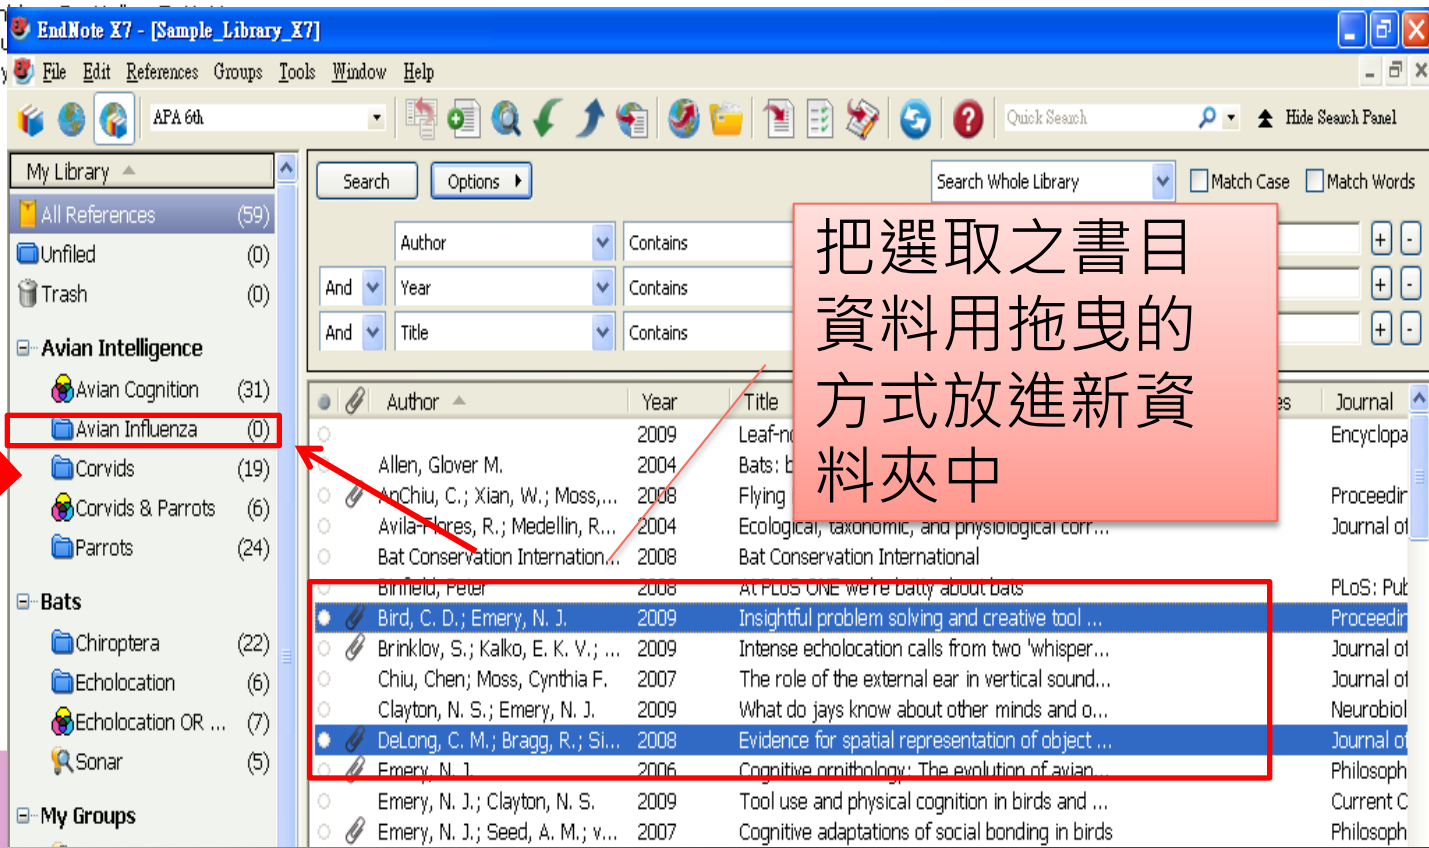 EndNote X7 - [Sample_Library_X7]
File Edit References Groups Tools Window Help
APA 6th Quick Search Hide Search Panel
My Library
All References (59)
Unfiled (0)
Trash (0)
Avian Intelligence
Avian Cognition (31)
Avian Influenza (0)
Corvids (19)
Corvids & Parrots (6)
Parrots (24)
Bats
Chiroptera (22)
Echolocation (6)
Echolocation OR ... (7)
Sonar (5)
My Groups
Search Options Search Whole Library Match Case Match Words
Author Contains
And Year Contains
And Title Contains
把選取之書目
資料用拖曳的
方式放進新資
料夾中
Author Year Title Journal
2009 Encyclopa
Allen, Glover M. 2004 Bats: b
AnChiu, C.; Xian, W.; Moss,... 2008 Flying Proceedir
Avila-Flores, R.; Medellin, R... 2004 Ecological, taxonomic, and physiological corr... Journal of
Bat Conservation Internation... 2008 Bat Conservation International
Binfield, Peter 2008 At PLoS ONE we're batty about bats PLoS: Pub
Bird, C. D.; Emery, N. J. 2009 Insightful problem solving and creative tool ... Proceedir
Brinklov, S.; Kalko, E. K. V.; ... 2009 Intense echolocation calls from two 'whisper... Journal of
Chiu, Chen; Moss, Cynthia F. 2007 The role of the external ear in vertical sound... Journal of
Clayton, N. S.; Emery, N. J. 2009 What do jays know about other minds and o... Neurobiol
DeLong, C. M.; Bragg, R.; Si... 2008 Evidence for spatial representation of object ... Journal of
Emery, N. J. 2006 Cognitive ornithology: The evolution of avian... Philosoph
Emery, N. J.; Clayton, N. S. 2009 Tool use and physical cognition in birds and ... Current C
Emery, N. J.; Seed, A. M.; v... 2007 Cognitive adaptations of social bonding in birds Philosoph